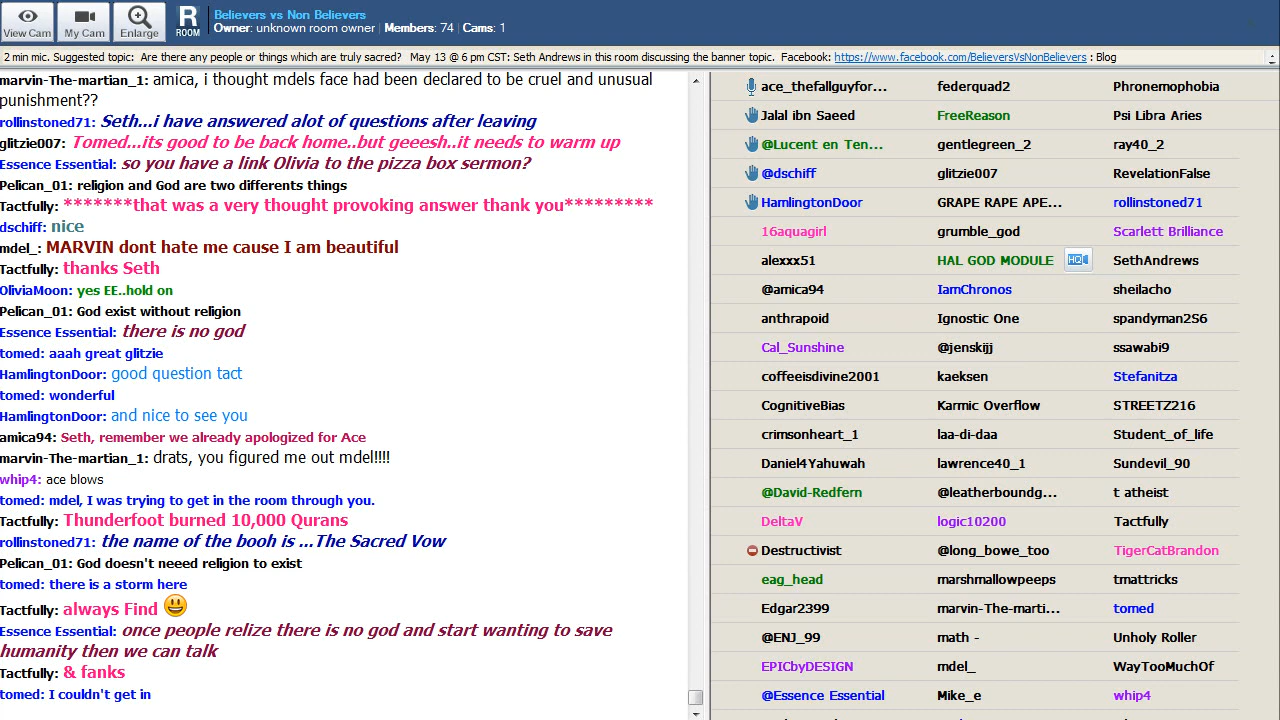 View Cam
My Cam
Enlarge
R
ROOM
Believers vs Non Believers
Owner: unknown room owner | Members: 74 | Cams: 1
2 min mic. Suggested topic: Are there any people or things which are truly sacred? May 13 @ 6 pm CST: Seth Andrews in this room discussing the banner topic. Facebook: https://www.facebook.com/BelieversVsNonBelievers : Blog
marvin-The-martian_1: amica, i thought mdels face had been declared to be cruel and unusual
punishment??
rollinstoned71: Seth...i have answered alot of questions after leaving
glitzie007: Tomed...its good to be back home..but geeesh..it needs to warm up
Essence Essential: so you have a link Olivia to the pizza box sermon?
Pelican_01: religion and God are two differents things
Tactfully: *******that was a very thought provoking answer thank you*********
dschiff: nice
mdel_: MARVIN dont hate me cause I am beautiful
Tactfully: thanks Seth
OliviaMoon: yes EE..hold on
Pelican_01: God exist without religion
Essence Essential: there is no god
tomed: aaah great glitzie
HamlingtonDoor: good question tact
tomed: wonderful
HamlingtonDoor: and nice to see you
amica94: Seth, remember we already apologized for Ace
marvin-The-martian_1: drats, you figured me out mdel!!!!
whip4: ace blows
tomed: mdel, I was trying to get in the room through you.
Tactfully: Thunderfoot burned 10,000 Qurans
rollinstoned71: the name of the booh is ...The Sacred Vow
Pelican_01: God doesn't neeed religion to exist
tomed: there is a storm here
Tactfully: always Find
Essence Essential: once people relize there is no god and start wanting to save
humanity then we can talk
Tactfully: & fanks
tomed: I couldn't get in
ace_thefallguyfor... federquad2 Phronemophobia
Jalal ibn Saeed FreeReason Psi Libra Aries
@Lucent en Ten... gentlegreen_2 ray40_2
@dschiff glitzie007 RevelationFalse
HamlingtonDoor GRAPE RAPE APE... rollinstoned71
16aquagirl grumble_god Scarlett Brilliance
alexxx51 HAL GOD MODULE HQ SethAndrews
@amica94 IamChronos sheilacho
anthrapoid Ignostic One spandyman2S6
Cal_Sunshine @jenskijj ssawabi9
coffeeisdivine2001 kaeksen Stefanitza
CognitiveBias Karmic Overflow STREETZ216
crimsonheart_1 laa-di-daa Student_of_life
Daniel4Yahuwah lawrence40_1 Sundevil_90
@David-Redfern @leatherboundg... t atheist
DeltaV logic10200 Tactfully
Destructivist @long_bowe_too TigerCatBrandon
eag_head marshmallowpeeps tmattricks
Edgar2399 marvin-The-marti... tomed
@ENJ_99 math - Unholy Roller
EPICbyDESIGN mdel_ WayTooMuchOf
@Essence Essential Mike_e whip4